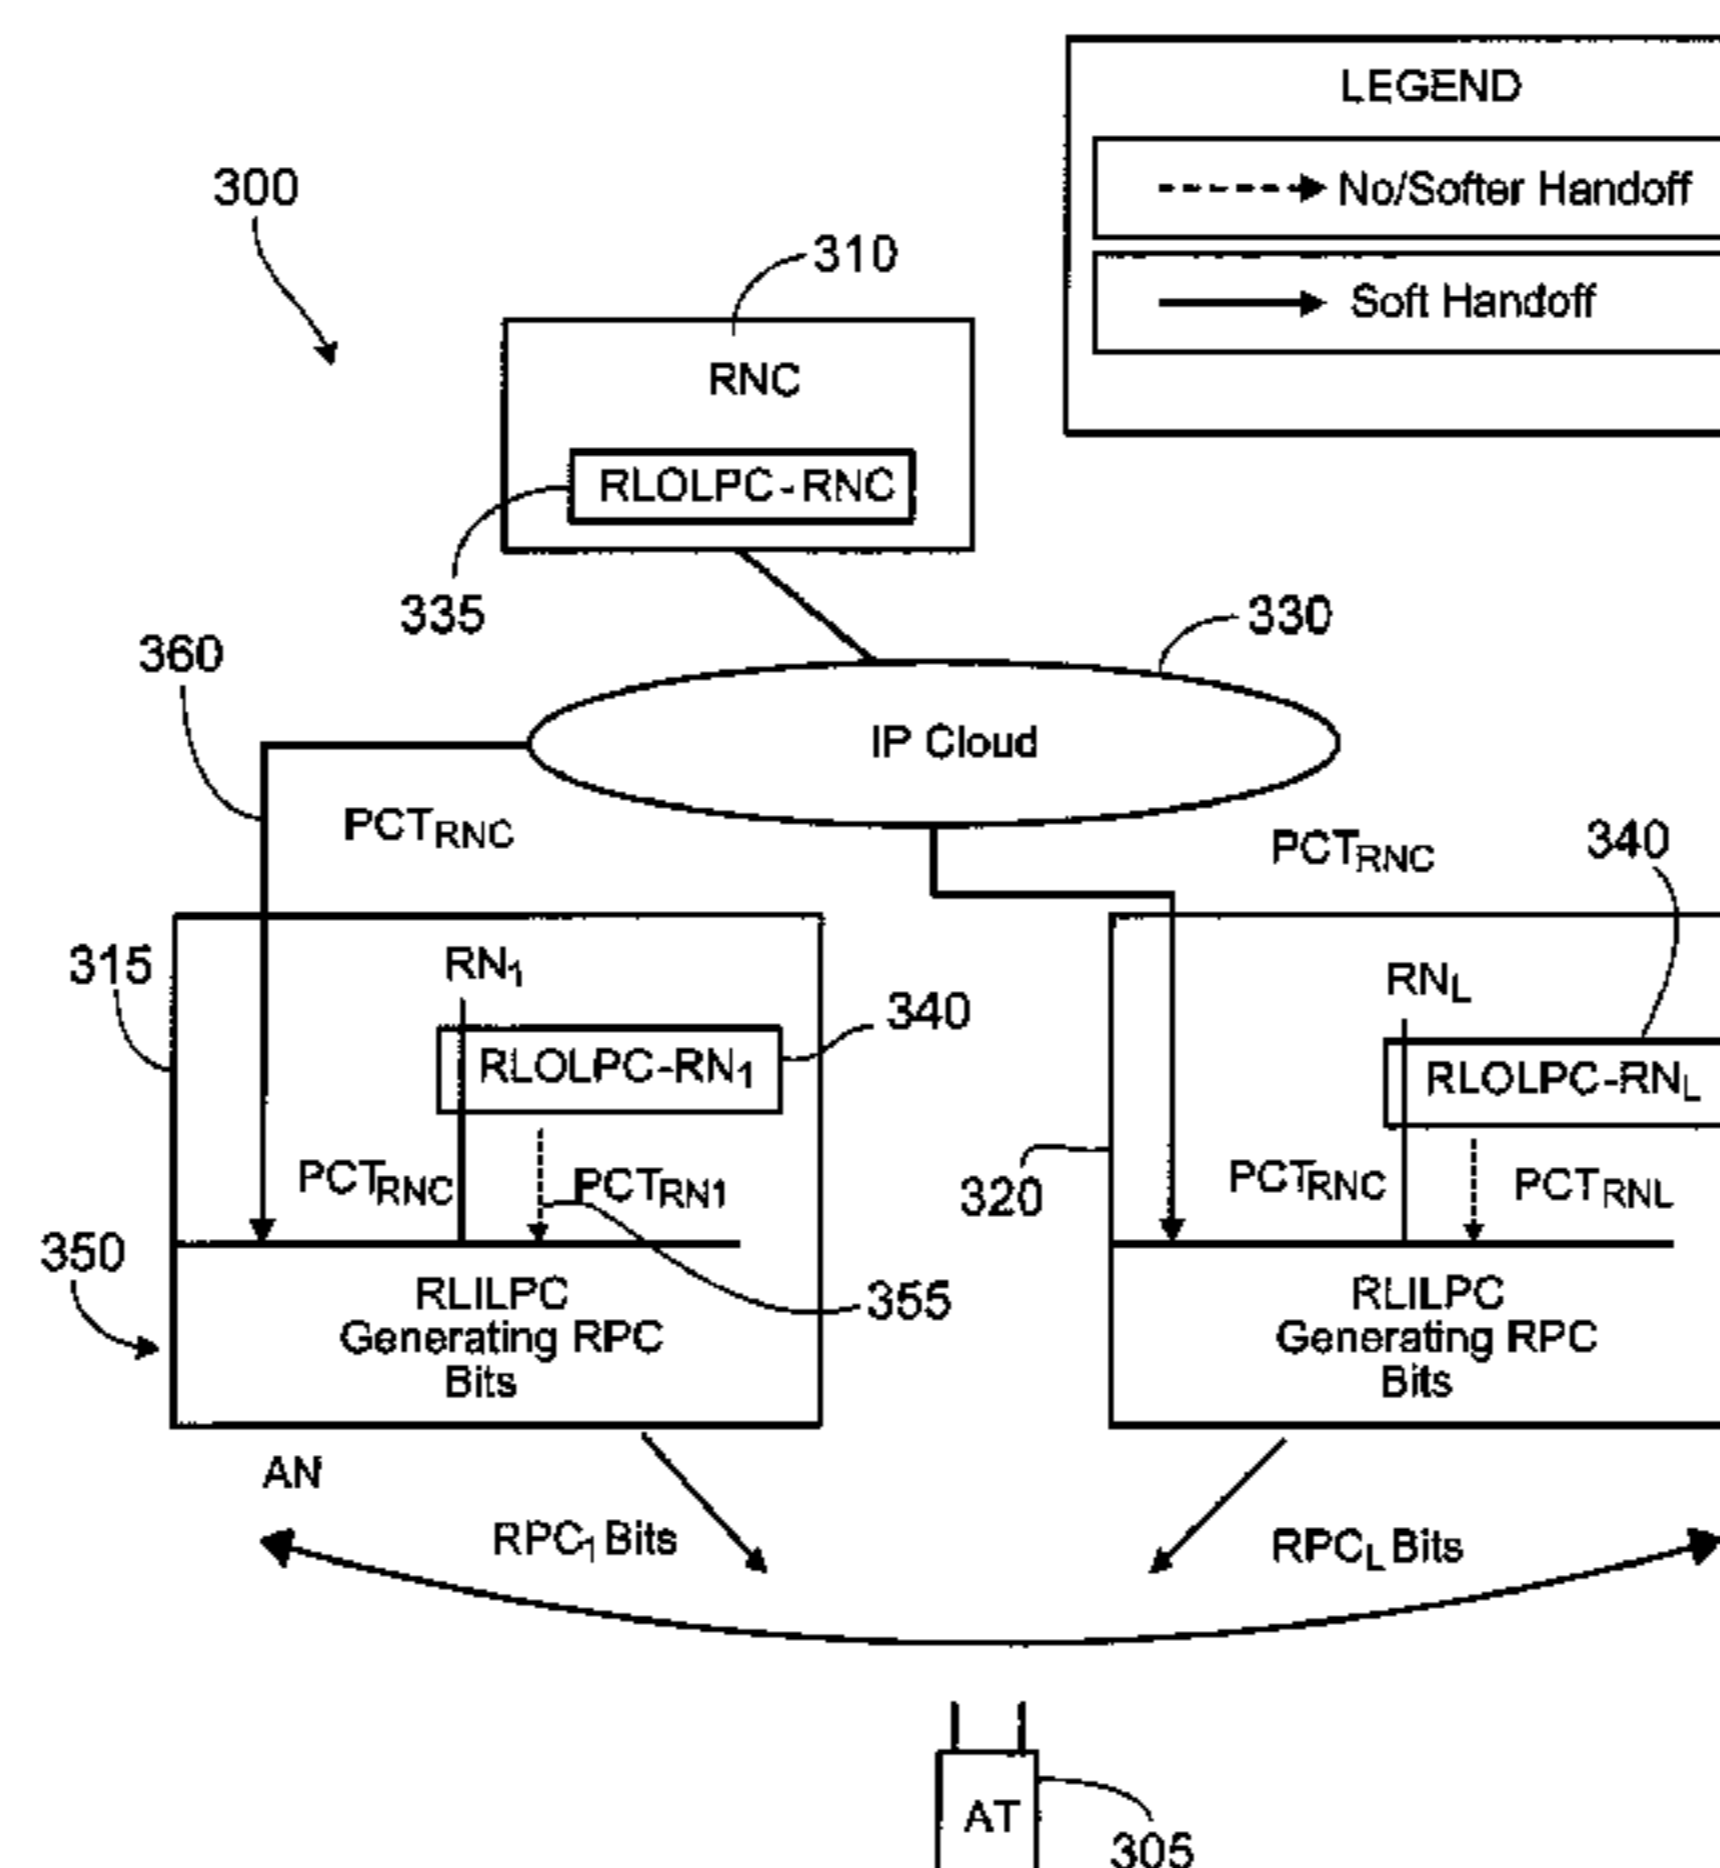 LEGEND
No/Softer Handoff
Soft Handoff
300
310
RNC
RLOLPC-RNC
335
330
360
IP Cloud
PCTRNC
PCTRNC
340
315
RN1
340
RLOLPC-RN1
RNL
RLOLPC-RNL
PCTRNC
PCTRN1
320
PCTRNC
PCTRNL
350
RLILPC
Generating RPC
Bits
355
RLILPC
Generating RPC
Bits
AN
RPC1 Bits
RPCL Bits
AT
305